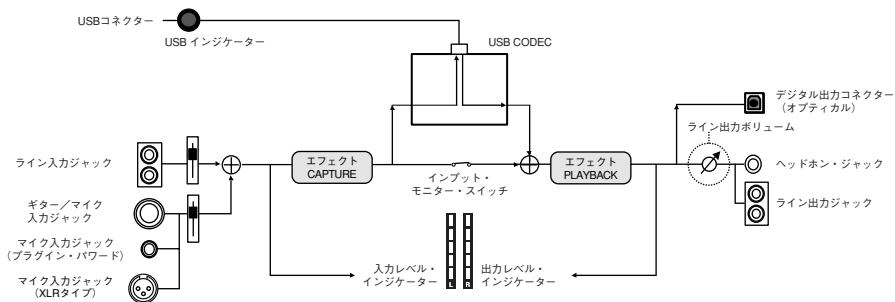 USBコネクター
USB インジケーター
USB CODEC
デジタル出力コネクター
（オプティカル）
ライン出力ボリューム
ライン入力ジャック
エフェクト
CAPTURE
インプット・
モニター・スイッチ
エフェクト
PLAYBACK
ヘッドホン・ジャック
ギター／マイク
入力ジャック
ライン出力ジャック
マイク入力ジャック
（プラグイン・パワード）
マイク入力ジャック
（XLRタイプ）
入力レベル・
インジケーター
L
R
出力レベル・
インジケーター